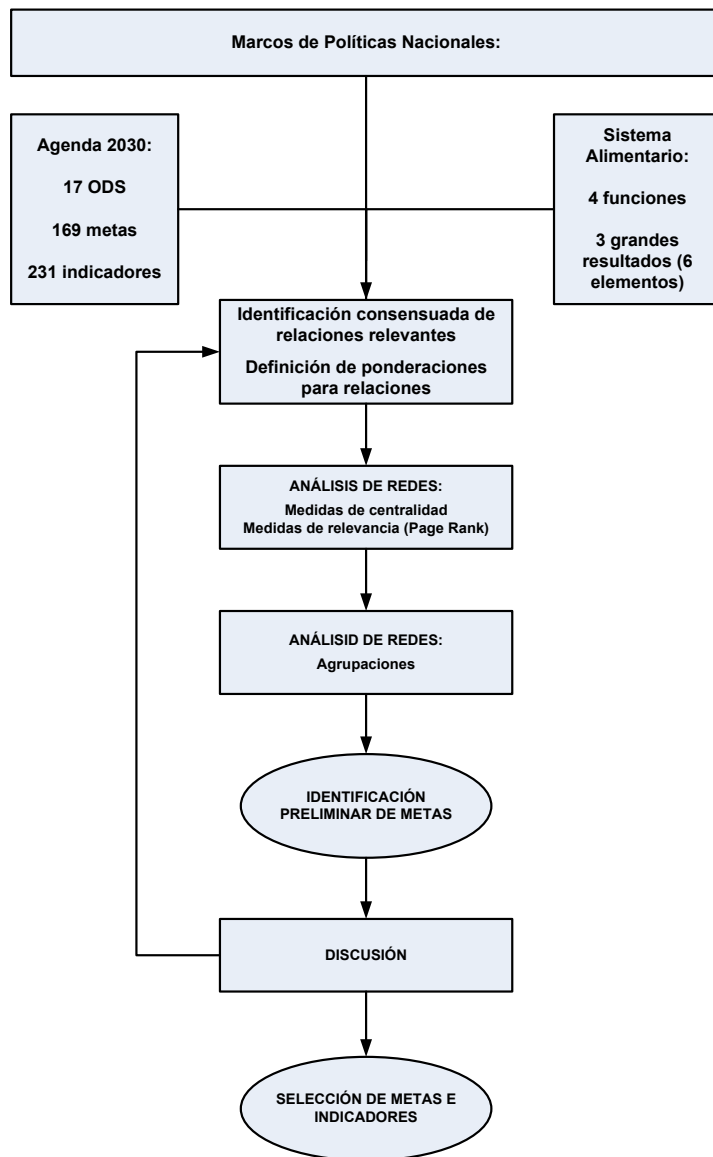 Marcos de Políticas Nacionales:
Agenda 2030:
17 ODS
169 metas
231 indicadores
Sistema
Alimentario:
4 funciones
3 grandes
resultados (6
elementos)
Identificación consensuada de
relaciones relevantes
Definición de ponderaciones
para relaciones
ANÁLISIS DE REDES:
Medidas de centralidad
Medidas de relevancia (Page Rank)
ANÁLISID DE REDES:
Agrupaciones
IDENTIFICACIÓN
PRELIMINAR DE METAS
DISCUSIÓN
SELECCIÓN DE METAS E
INDICADORES